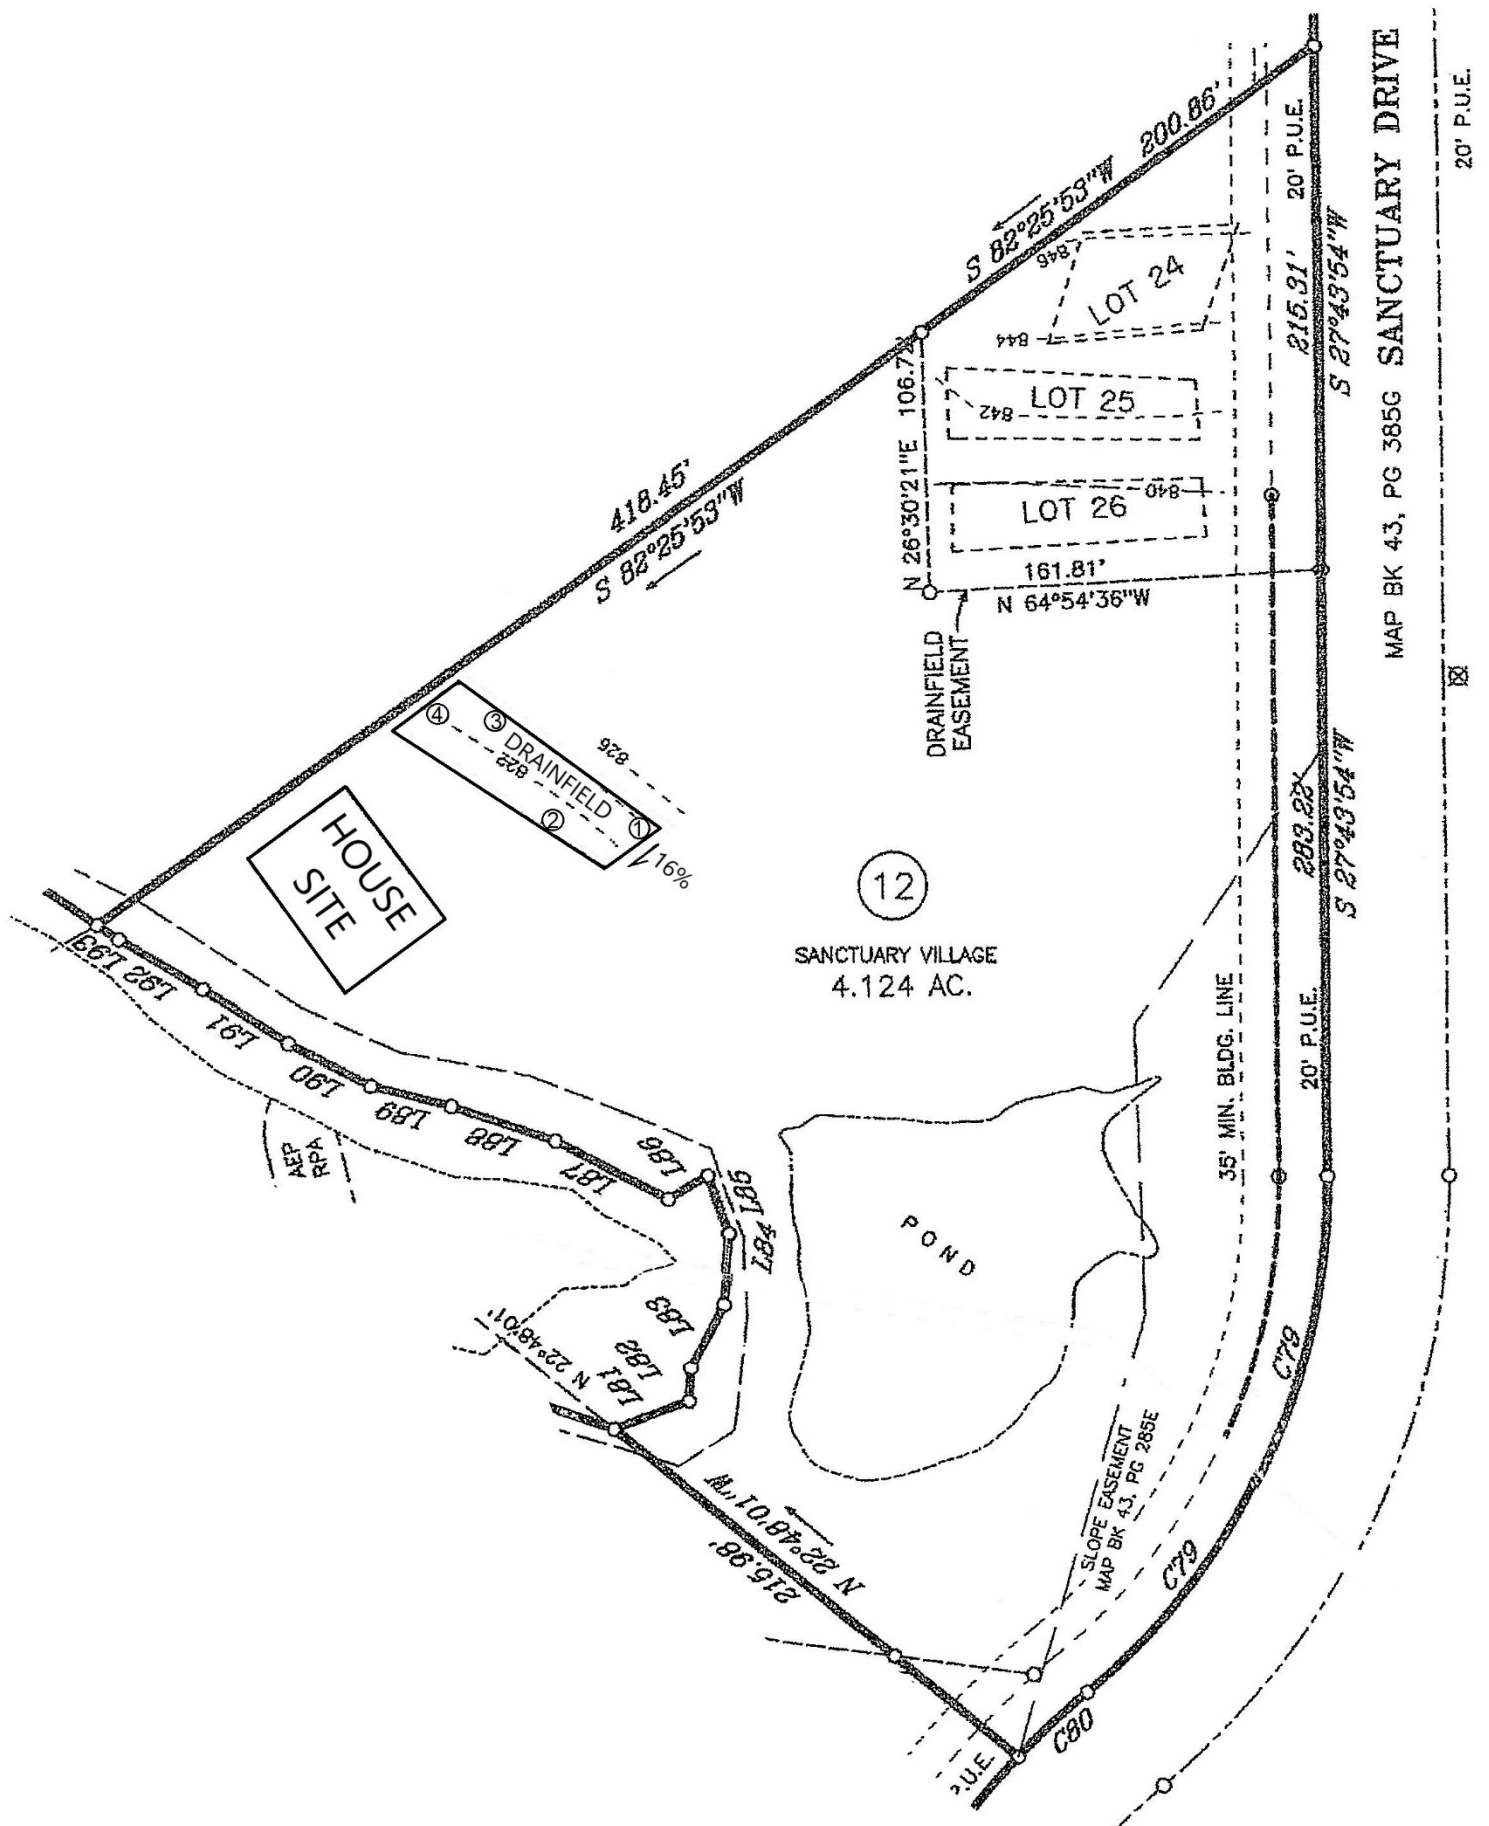 200.86'
S 82°25'53"W
20' P.U.E.
MAP BK 43, PG 385G SANCTUARY DRIVE
20' P.U.E.
846
LOT 24
844
215.31'
S 27°43'54"W
106.7
N 26°30'21"E
LOT 25
842
418.45'
S 82°25'53"W
LOT 26
840
161.81'
N 64°54'36"W
DRAINFIELD
EASEMENT
④
③
DRAINFIELD
822
826
②
①
16%
HOUSE
SITE
283.22'
S 27°43'54"W
12
SANCTUARY VILLAGE
4.124 AC.
L93
L92
L91
L90
L89
L88
L87
L86
L85
L84
L83
L82
L81
AEP
RPA
35' MIN. BLDG. LINE
20' P.U.E.
POND
N 22°48'01'
N 22°48'01"W
215.98'
SLOPE EASEMENT
MAP BK 43, PG 285E
C79
C79
C80
P.U.E.